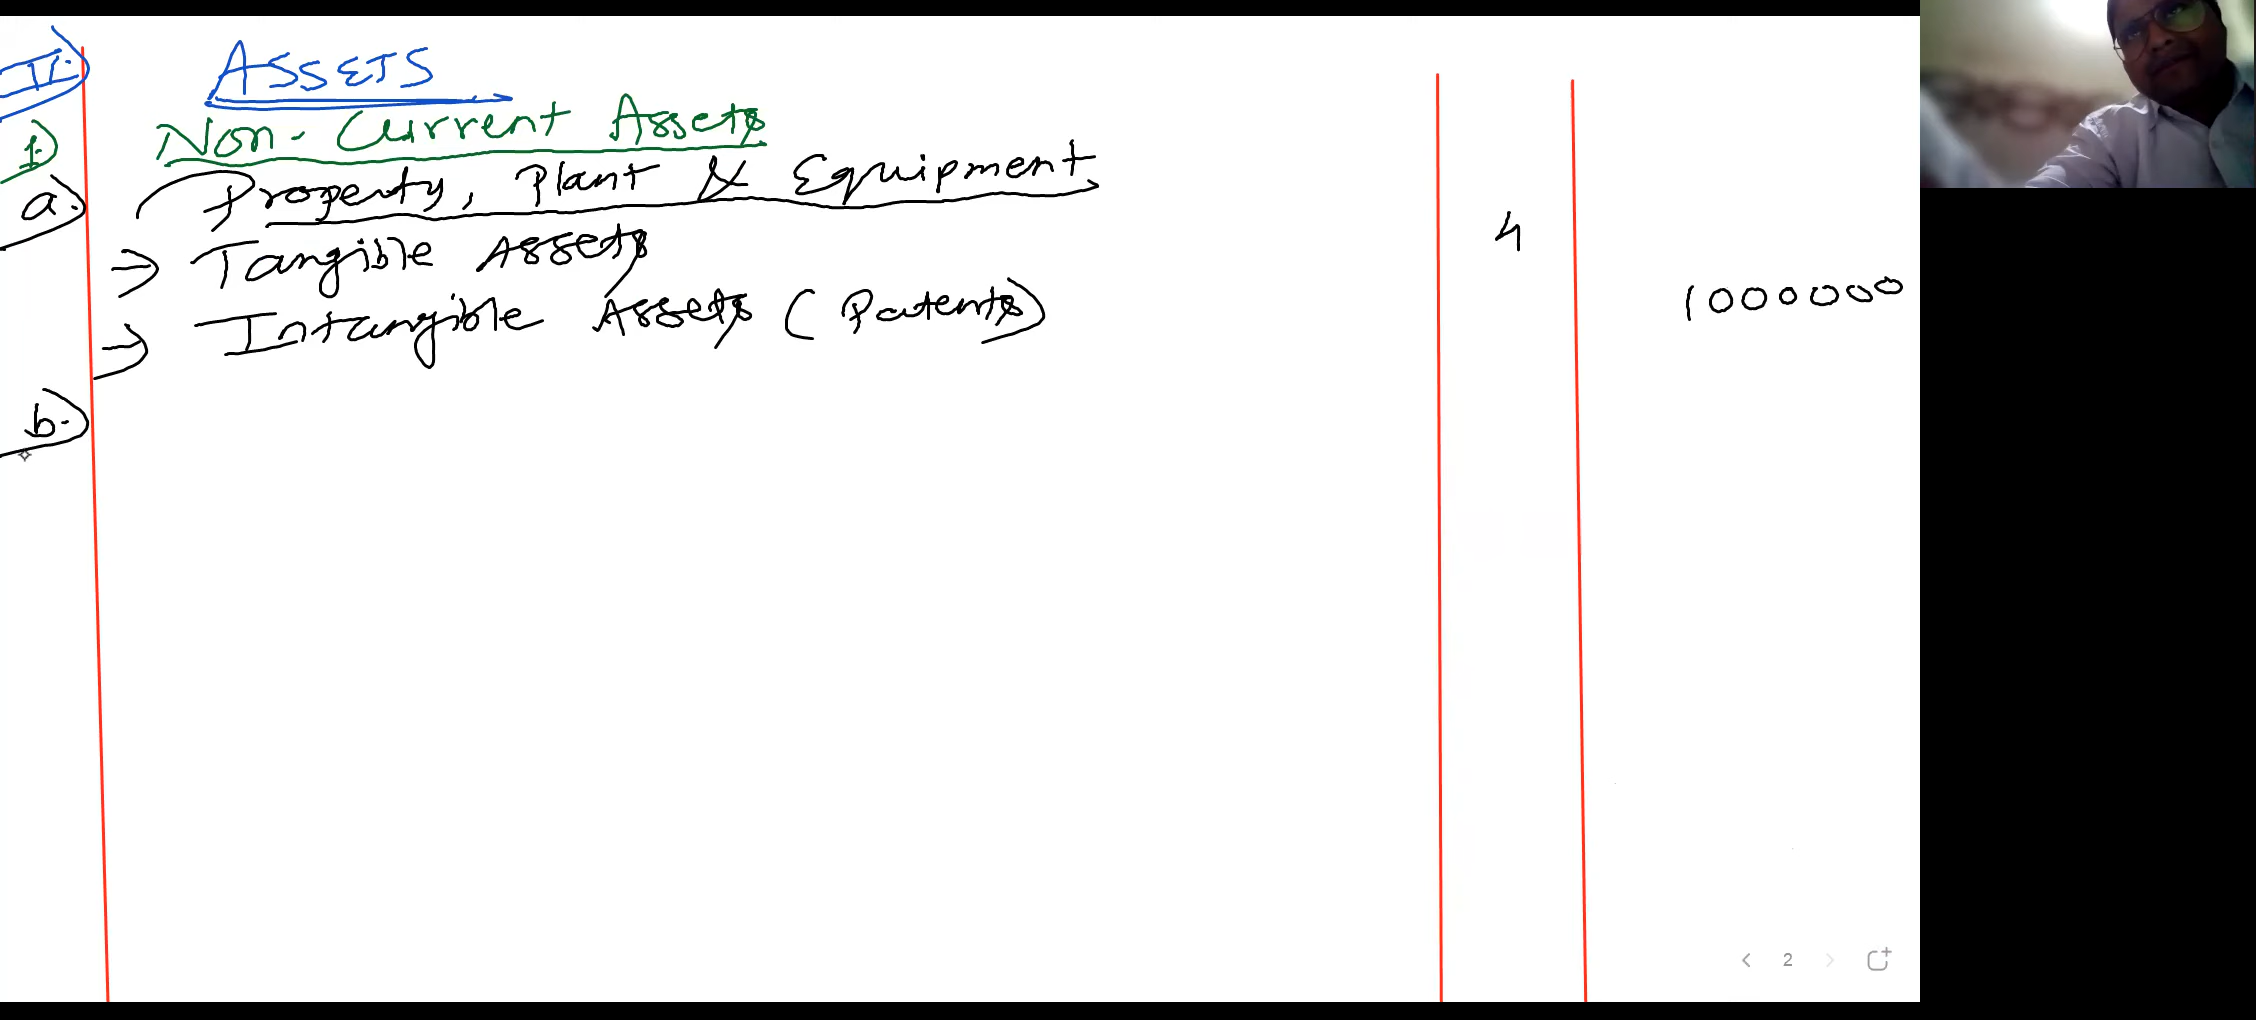 II. ASSETS
1) Non-Current Assets
a. Property, Plant & Equipment
→ Tangible Assets 4
→ Intangible Assets (Patents) 1000000
b.
2